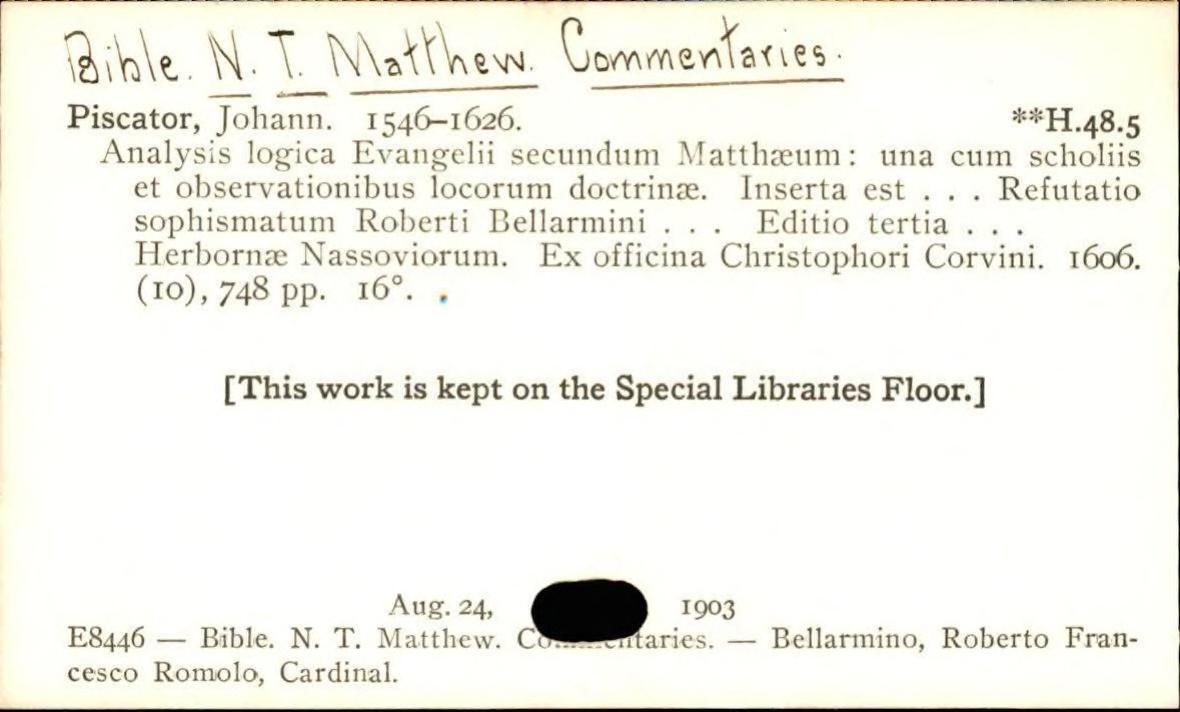 Bible. N. T. Matthew. Commentaries.
Piscator, Johann. 1546–1626. **H.48.5
Analysis logica Evangelii secundum Matthæum: una cum scholiis
et observationibus locorum doctrinæ. Inserta est . . . Refutatio
sophismatum Roberti Bellarmini . . . Editio tertia . . .
Herbornæ Nassoviorum. Ex officina Christophori Corvini. 1606.
(10), 748 pp. 16°.
[This work is kept on the Special Libraries Floor.]
Aug. 24, 1903
E8446 — Bible. N. T. Matthew. Commentaries. — Bellarmino, Roberto Fran-
cesco Romolo, Cardinal.